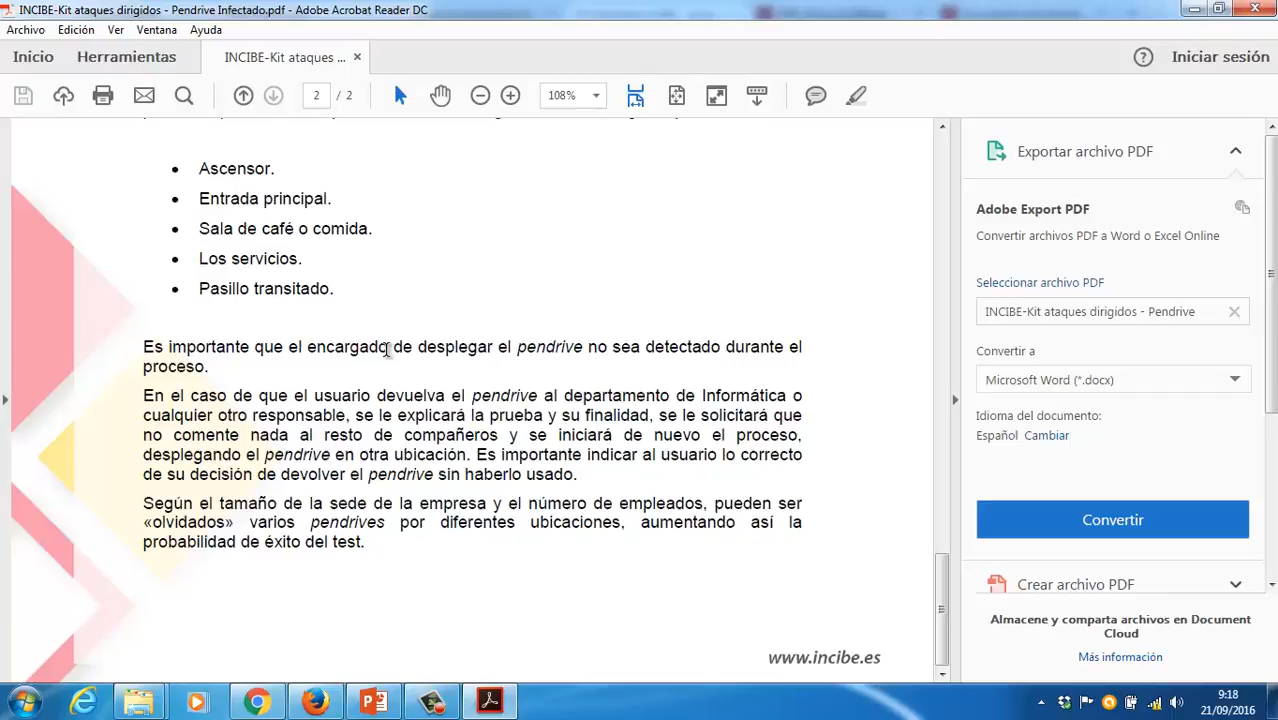 INCIBE-Kit ataques dirigidos - Pendrive Infectado.pdf - Adobe Acrobat Reader DC
Archivo Edición Ver Ventana Ayuda
Inicio Herramientas INCIBE-Kit ataques ... × Iniciar sesión
2 / 2 108%
• Ascensor.
• Entrada principal.
• Sala de café o comida.
• Los servicios.
• Pasillo transitado.
Es importante que el encargado de desplegar el pendrive no sea detectado durante el
proceso.
En el caso de que el usuario devuelva el pendrive al departamento de Informática o
cualquier otro responsable, se le explicará la prueba y su finalidad, se le solicitará que
no comente nada al resto de compañeros y se iniciará de nuevo el proceso,
desplegando el pendrive en otra ubicación. Es importante indicar al usuario lo correcto
de su decisión de devolver el pendrive sin haberlo usado.
Según el tamaño de la sede de la empresa y el número de empleados, pueden ser
«olvidados» varios pendrives por diferentes ubicaciones, aumentando así la
probabilidad de éxito del test.
www.incibe.es
Exportar archivo PDF
Adobe Export PDF
Convertir archivos PDF a Word o Excel Online
Seleccionar archivo PDF
INCIBE-Kit ataques dirigidos - Pendrive
Convertir a
Microsoft Word (*.docx)
Idioma del documento:
Español Cambiar
Convertir
Crear archivo PDF
Almacene y comparta archivos en Document
Cloud
Más información
9:18
21/09/2016